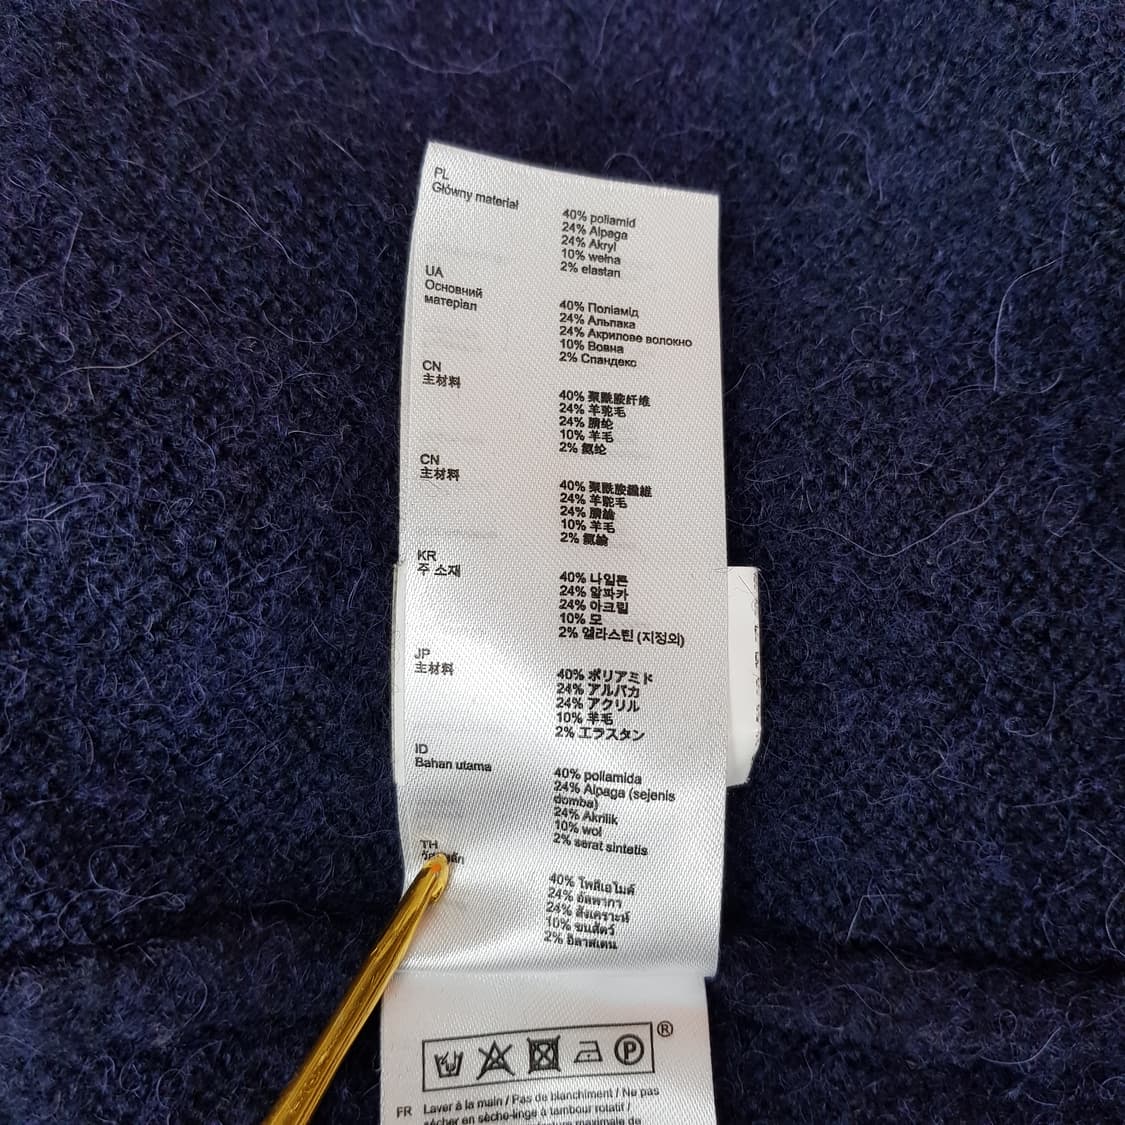 PL
Główny materiał
40% poliamid
24% Alpaga
24% Akryl
10% wełna
2% elastan
UA
Основний
матеріал
40% Поліамід
24% Альпака
24% Акрилове волокно
10% Вовна
2% Спандекс
CN
主材料
40% 聚酰胺纤维
24% 羊驼毛
24% 腈纶
10% 羊毛
2% 氨纶
CN
主材料
40% 聚酰胺纖維
24% 羊駝毛
24% 腈綸
10% 羊毛
2% 氨綸
KR
주 소재
40% 나일론
24% 알파카
24% 아크릴
10% 모
2% 엘라스틴 (지정외)
JP
主材料
40% ポリアミド
24% アルパカ
24% アクリル
10% 羊毛
2% エラスタン
ID
Bahan utama
40% poliamida
24% Alpaga (sejenis
domba)
24% Akrilik
10% wol
2% serat sintetis
TH
40% โพลีเอไมด์
24% อัลพากา
24% สังเคราะห์
10% ขนสัตว์
2% อีลาสเตน
P
®
FR Laver à la main / Pas de blanchiment / Ne pas
sécher en sèche-linge à tambour rotatif /
maximale de